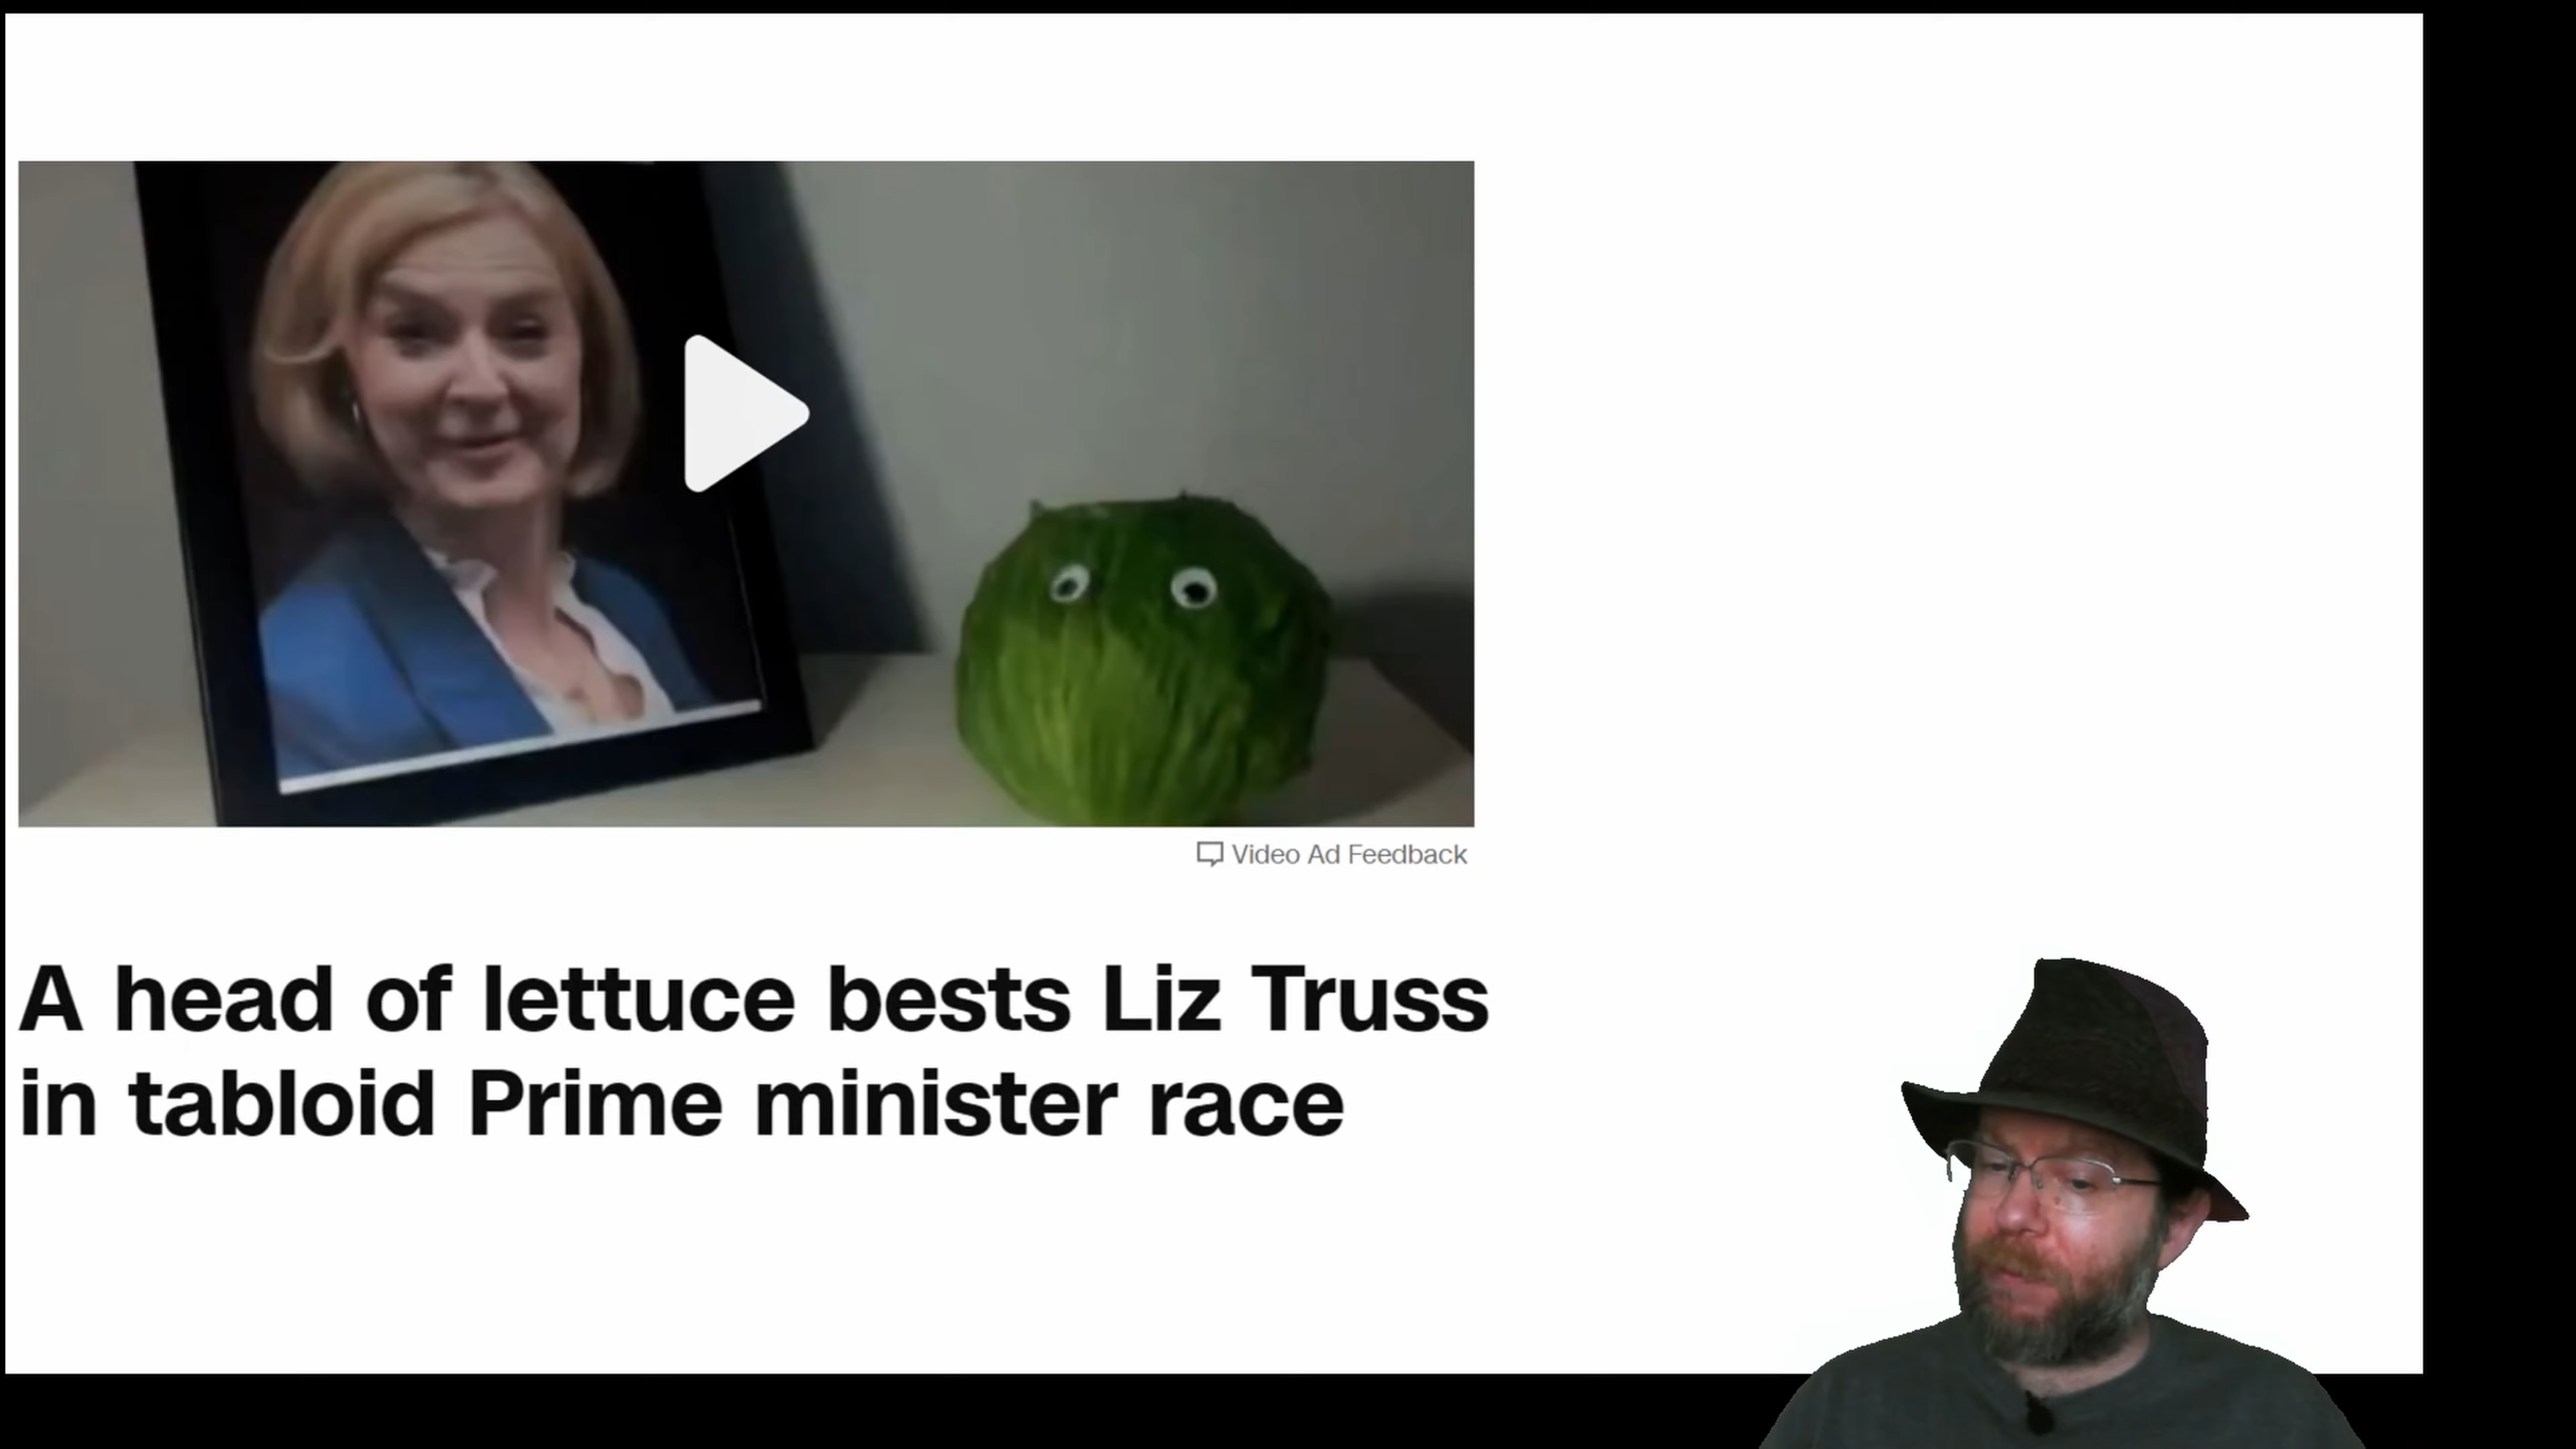 Video Ad Feedback
A head of lettuce bests Liz Truss
in tabloid Prime minister race